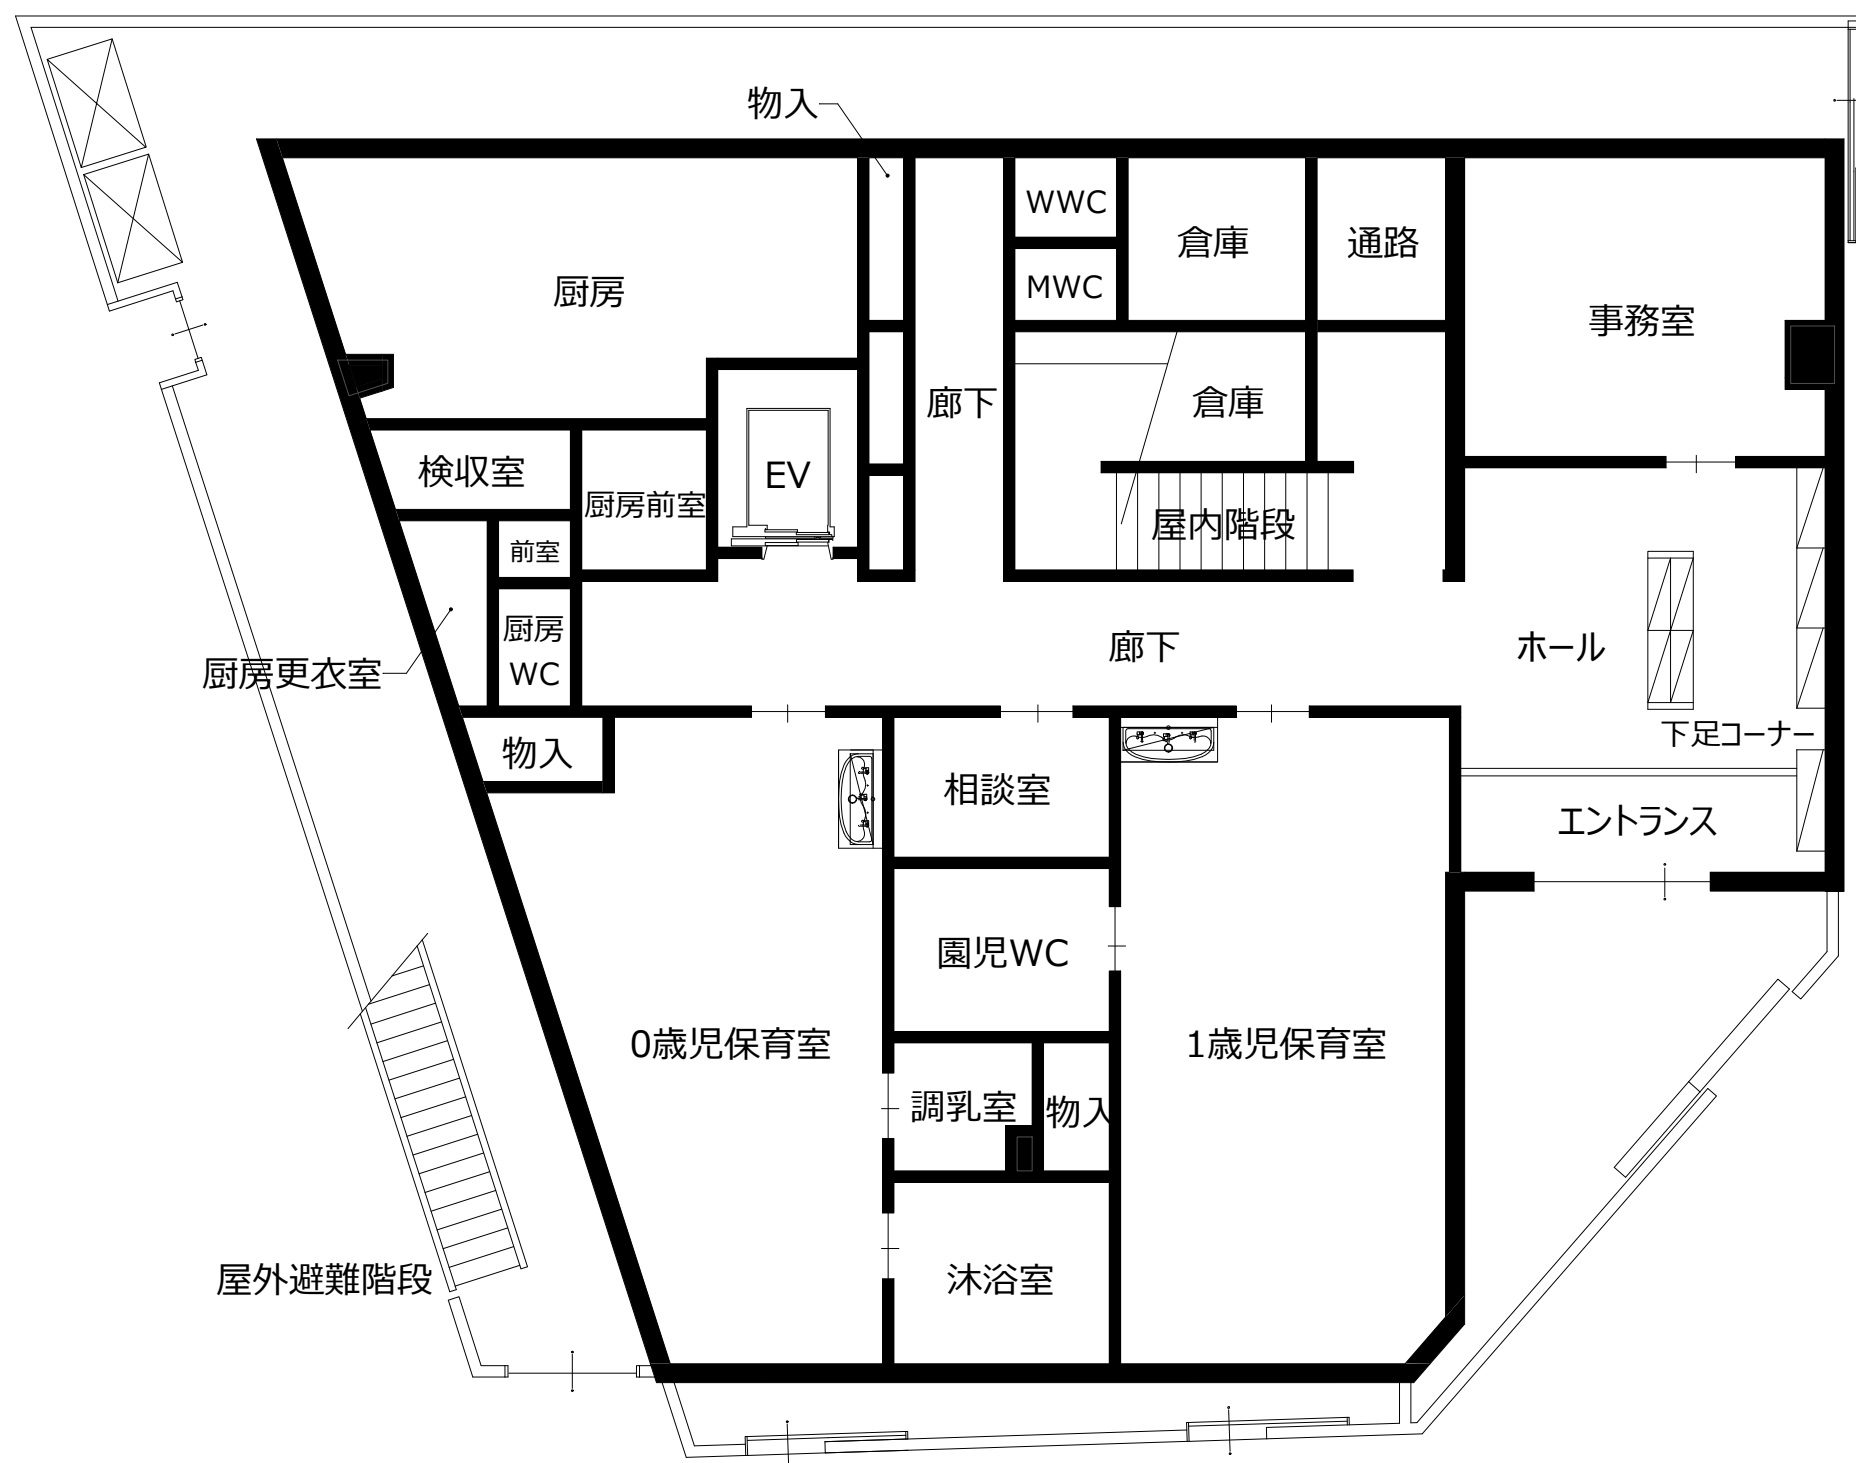 物入
WWC
倉庫
通路
MWC
厨房
事務室
廊下
倉庫
検収室
EV
厨房前室
屋内階段
前室
厨房
WC
廊下
ホール
厨房更衣室
下足コーナー
物入
相談室
エントランス
園児WC
0歳児保育室
1歳児保育室
調乳室
物入
屋外避難階段
沐浴室